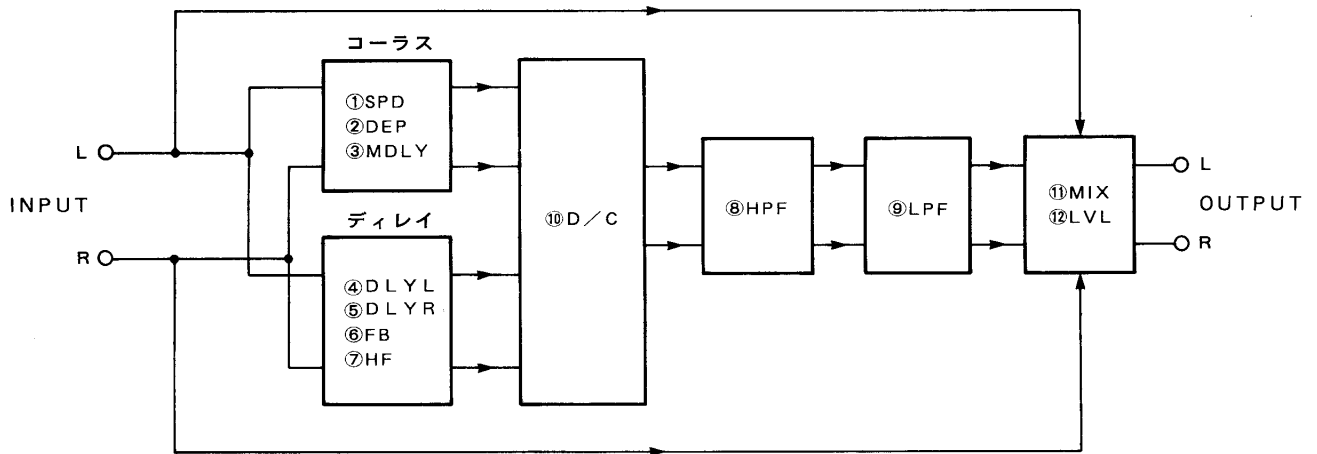 コーラス
①SPD
②DEP
③MDLY
L
INPUT
R
ディレイ
④DLYL
⑤DLYR
⑥FB
⑦HF
⑩D／C
⑧HPF
⑨LPF
⑪MIX
⑫LVL
L
OUTPUT
R